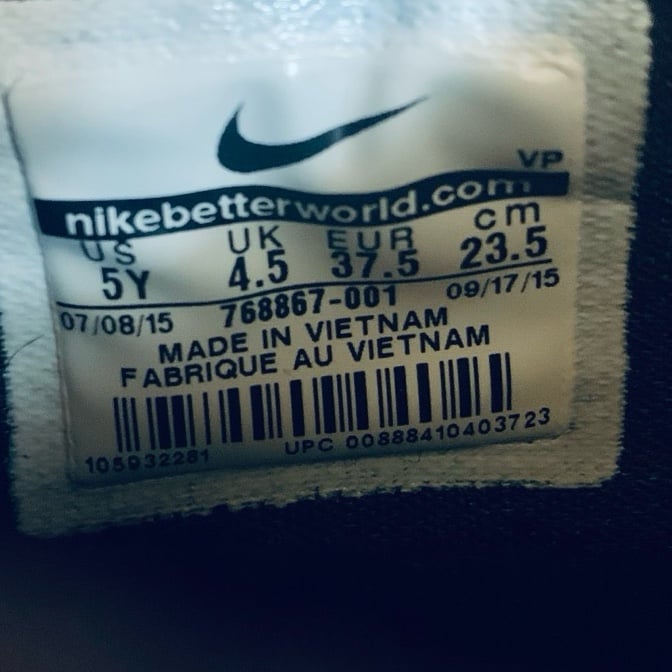 VP
nikebetterworld.com
US UK EUR cm
5Y 4.5 37.5 23.5
07/08/15 768867-001 09/17/15
MADE IN VIETNAM
FABRIQUE AU VIETNAM
105932281 UPC 00888410403723